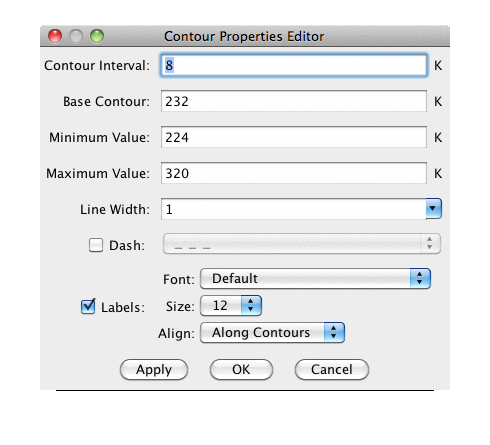 Contour Properties Editor
Contour Interval: 8 K
Base Contour: 232 K
Minimum Value: 224 K
Maximum Value: 320 K
Line Width: 1
Dash: _ _ _
Font: Default
Labels: Size: 12
Align: Along Contours
Apply OK Cancel